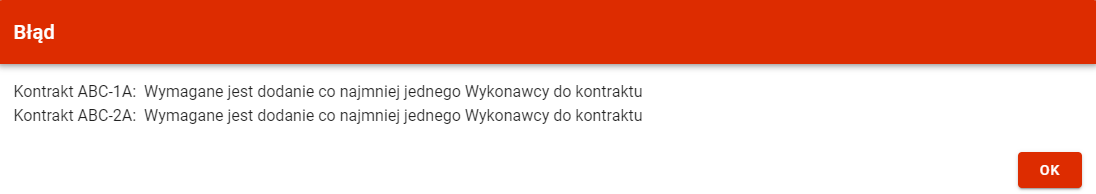 Błąd
Kontrakt ABC-1A:  Wymagane jest dodanie co najmniej jednego Wykonawcy do kontraktu
Kontrakt ABC-2A:  Wymagane jest dodanie co najmniej jednego Wykonawcy do kontraktu
OK